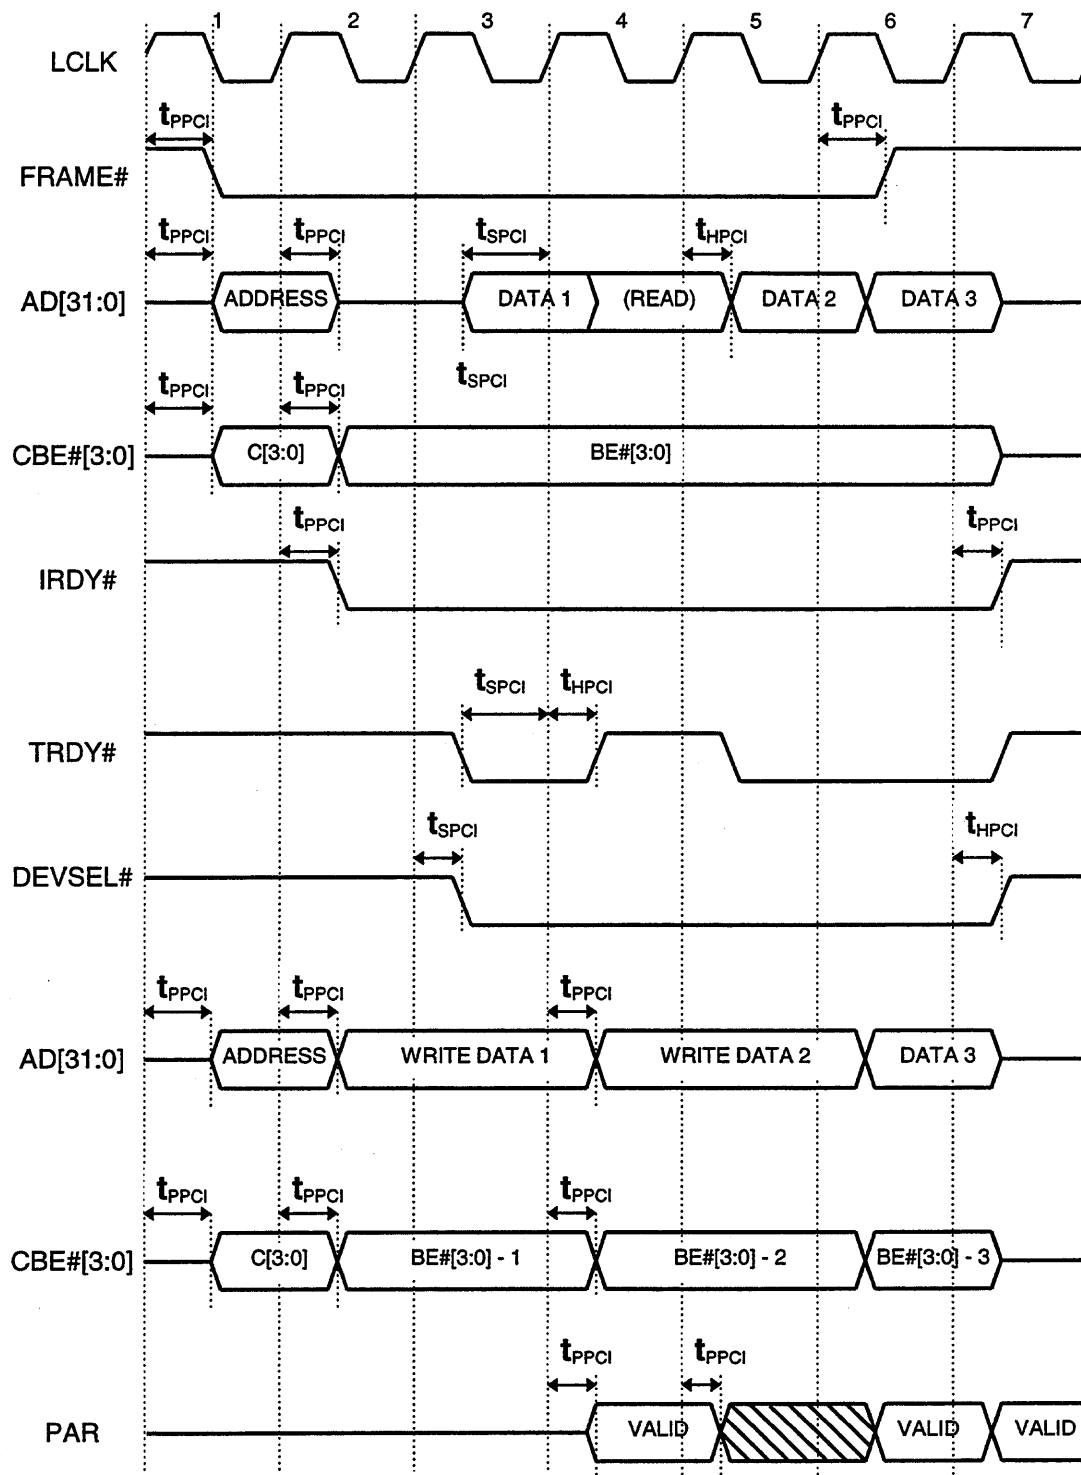 1 2 3 4 5 6 7
LCLK
tPPCI tPPCI
FRAME#
tPPCI tPPCI tSPCI tHPCI
AD[31:0] ADDRESS DATA 1 (READ) DATA 2 DATA 3
tSPCI
tPPCI tPPCI
CBE#[3:0] C[3:0] BE#[3:0]
tPPCI tPPCI
IRDY#
tSPCI tHPCI
TRDY#
tSPCI tHPCI
DEVSEL#
tPPCI tPPCI tPPCI
AD[31:0] ADDRESS WRITE DATA 1 WRITE DATA 2 DATA 3
tPPCI tPPCI tPPCI
CBE#[3:0] C[3:0] BE#[3:0] - 1 BE#[3:0] - 2 BE#[3:0] - 3
tPPCI tPPCI
PAR VALID VALID VALID